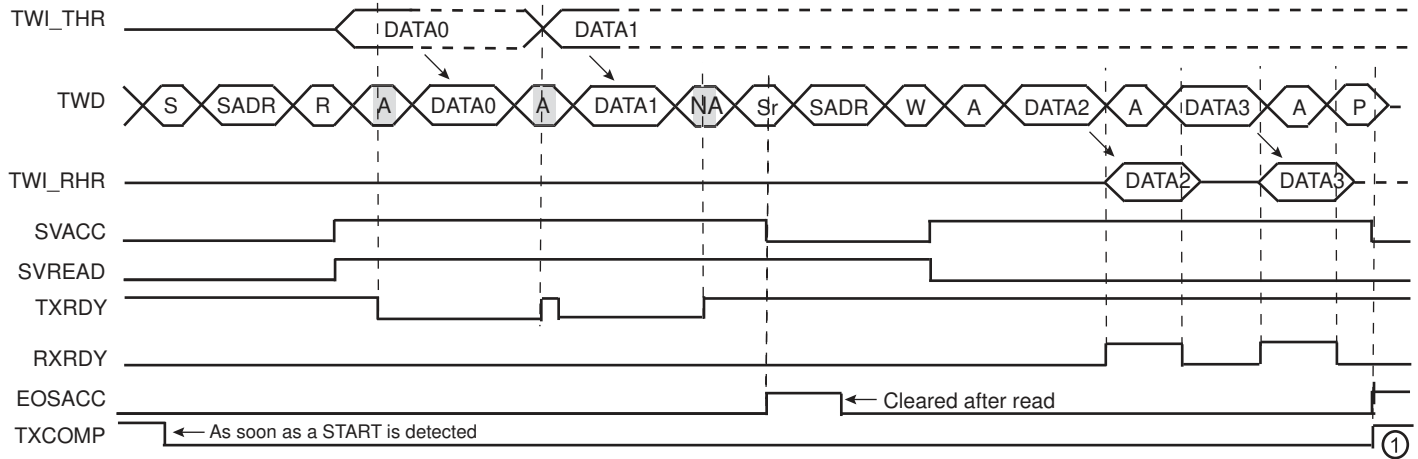 TWI_THR DATA0 DATA1
TWD S SADR R A DATA0 A DATA1 NA Sr SADR W A DATA2 A DATA3 A P
TWI_RHR DATA2 DATA3
SVACC
SVREAD
TXRDY
RXRDY
EOSACC Cleared after read
TXCOMP As soon as a START is detected 1